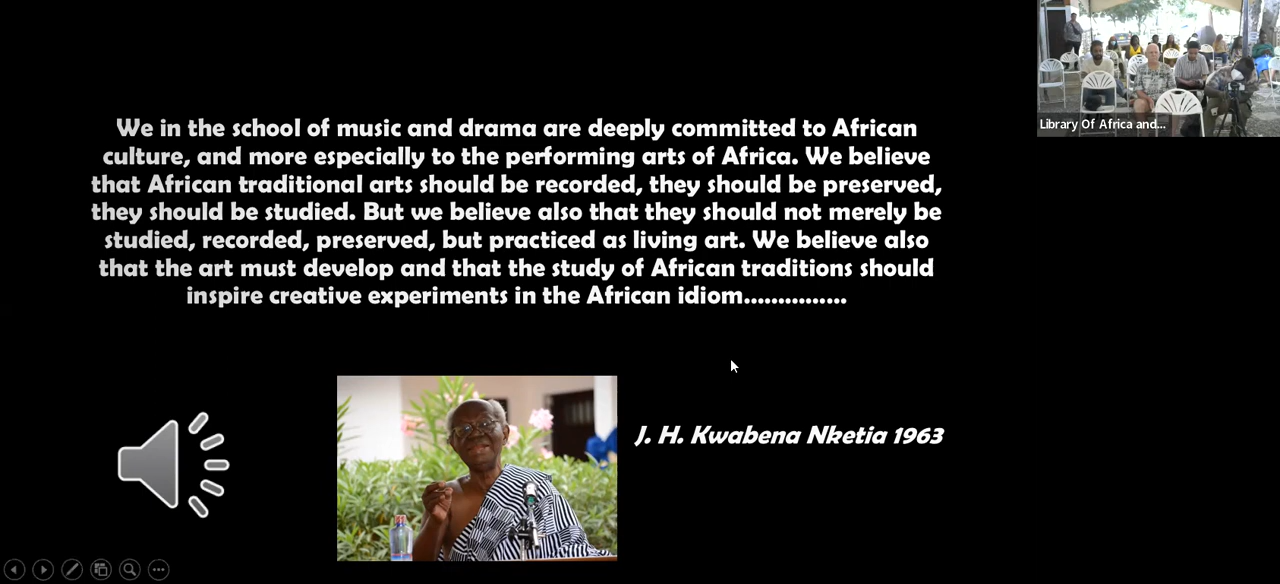 We in the school of music and drama are deeply committed to African
culture, and more especially to the performing arts of Africa. We believe
that African traditional arts should be recorded, they should be preserved,
they should be studied. But we believe also that they should not merely be
studied, recorded, preserved, but practiced as living art. We believe also
that the art must develop and that the study of African traditions should
inspire creative experiments in the African idiom...............
J. H. Kwabena Nketia 1963
Library Of Africa and...